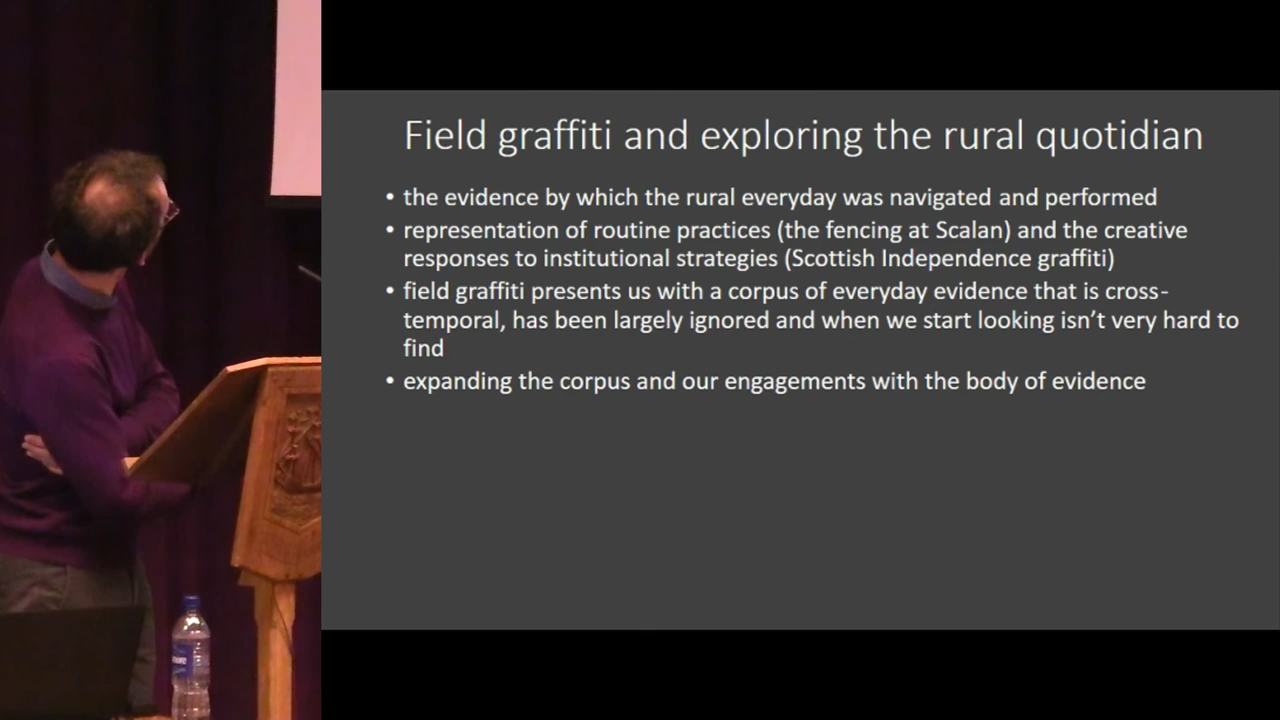 Field graffiti and exploring the rural quotidian
• the evidence by which the rural everyday was navigated and performed
• representation of routine practices (the fencing at Scalan) and the creative
responses to institutional strategies (Scottish Independence graffiti)
• field graffiti presents us with a corpus of everyday evidence that is cross-
temporal, has been largely ignored and when we start looking isn't very hard to
find
• expanding the corpus and our engagements with the body of evidence